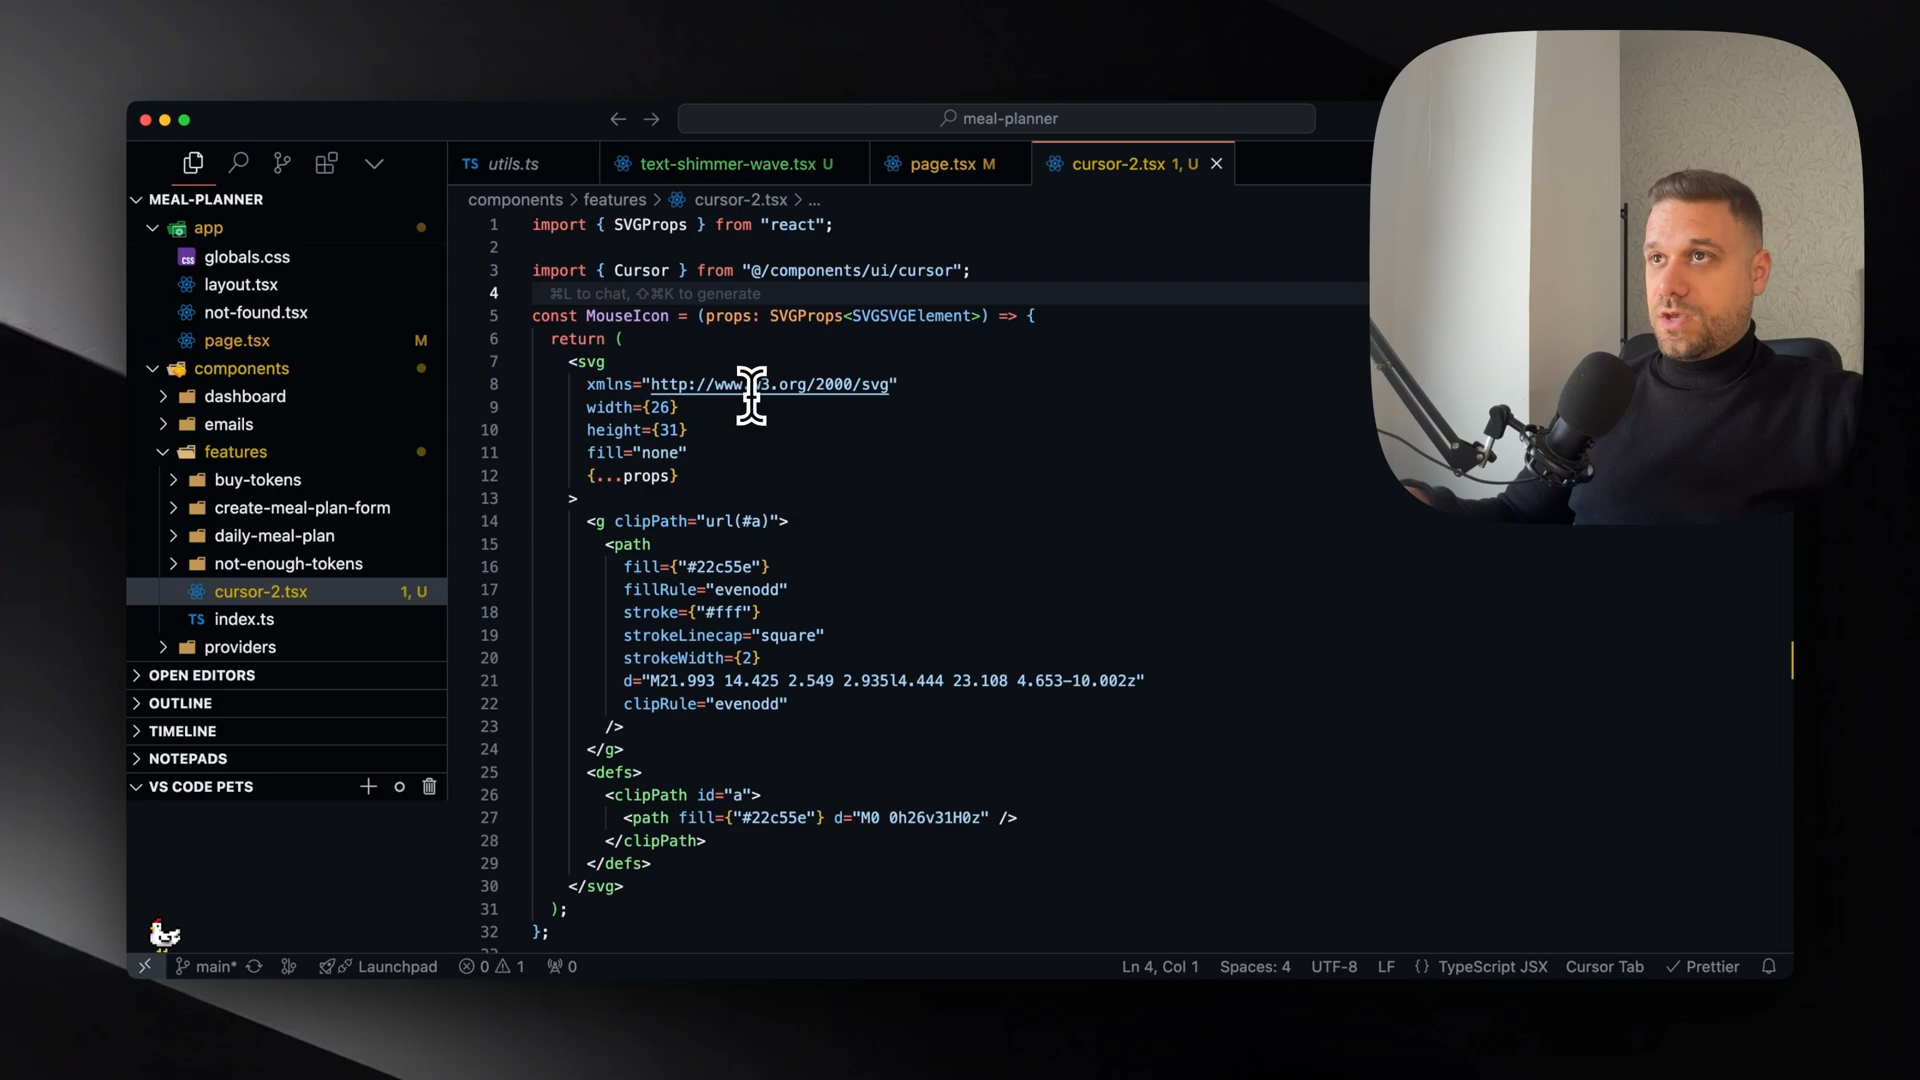 meal-planner
TS utils.ts
text-shimmer-wave.tsx U
page.tsx M
cursor-2.tsx 1, U
MEAL-PLANNER
app
globals.css
layout.tsx
not-found.tsx
page.tsx M
components
dashboard
emails
features
buy-tokens
create-meal-plan-form
daily-meal-plan
not-enough-tokens
cursor-2.tsx 1, U
TS index.ts
providers
OPEN EDITORS
OUTLINE
TIMELINE
NOTEPADS
VS CODE PETS
components > features > cursor-2.tsx > ...
1 import { SVGProps } from "react";
2
3 import { Cursor } from "@/components/ui/cursor";
4 ⌘L to chat, ⇧⌘K to generate
5 const MouseIcon = (props: SVGProps<SVGSVGElement>) => {
6 return (
7 <svg
8 xmlns="http://www.w3.org/2000/svg"
9 width={26}
10 height={31}
11 fill="none"
12 {...props}
13 >
14 <g clipPath="url(#a)">
15 <path
16 fill={"#22c55e"}
17 fillRule="evenodd"
18 stroke={"#fff"}
19 strokeLinecap="square"
20 strokeWidth={2}
21 d="M21.993 14.425 2.549 2.935l4.444 23.108 4.653-10.002z"
22 clipRule="evenodd"
23 />
24 </g>
25 <defs>
26 <clipPath id="a">
27 <path fill={"#22c55e"} d="M0 0h26v31H0z" />
28 </clipPath>
29 </defs>
30 </svg>
31 );
32 };
main* Launchpad 0 1 0 Ln 4, Col 1 Spaces: 4 UTF-8 LF {} TypeScript JSX Cursor Tab ✓ Prettier